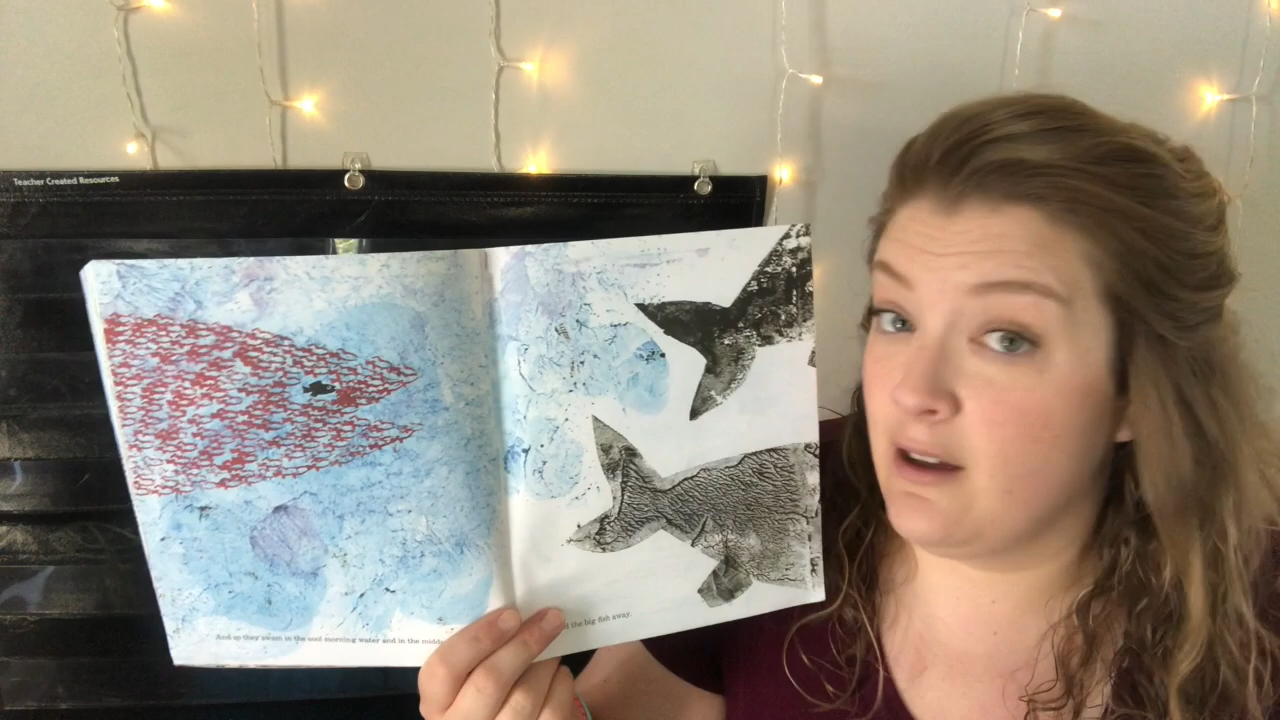 Teacher Created Resources
And so they swam in the cool morning water and in the midda
d the big fish away.